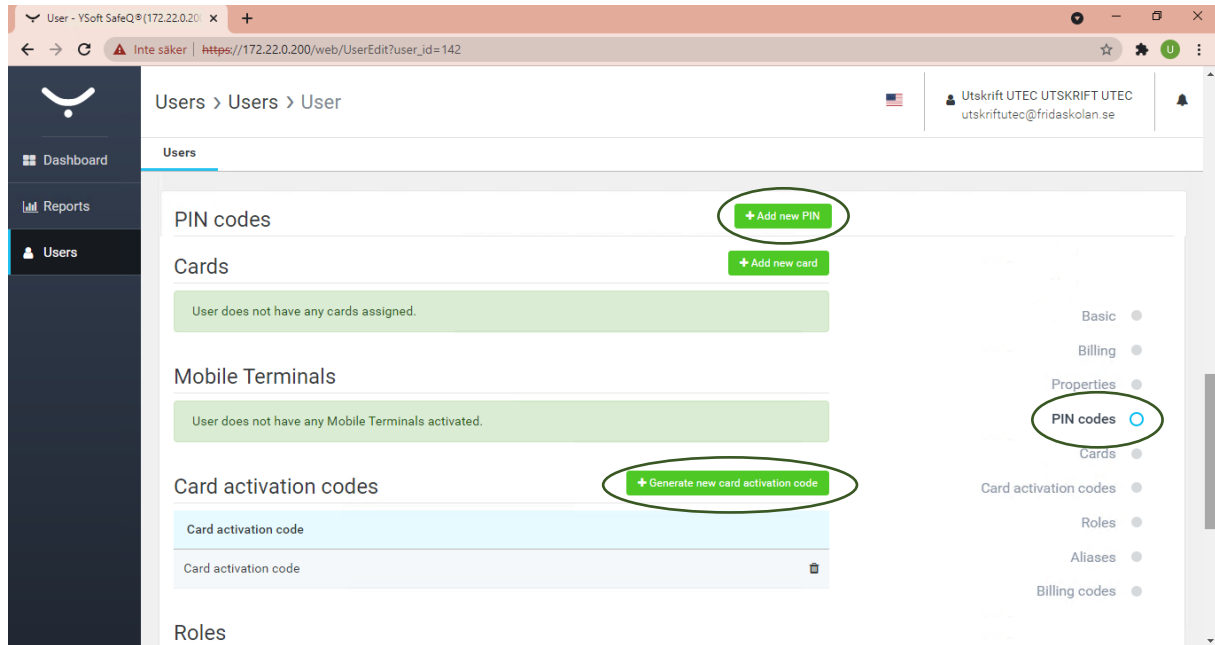 User - YSoft SafeQ®(172.22.0.20
Inte säker | https://172.22.0.200/web/UserEdit?user_id=142
U
Users > Users > User
Utskrift UTEC UTSKRIFT UTEC
utskriftutec@fridaskolan.se
Dashboard
Reports
Users
Users
PIN codes
+ Add new PIN
Cards
+ Add new card
User does not have any cards assigned.
Mobile Terminals
User does not have any Mobile Terminals activated.
Card activation codes
+ Generate new card activation code
Card activation code
Card activation code
Roles
Basic
Billing
Properties
PIN codes
Cards
Card activation codes
Roles
Aliases
Billing codes